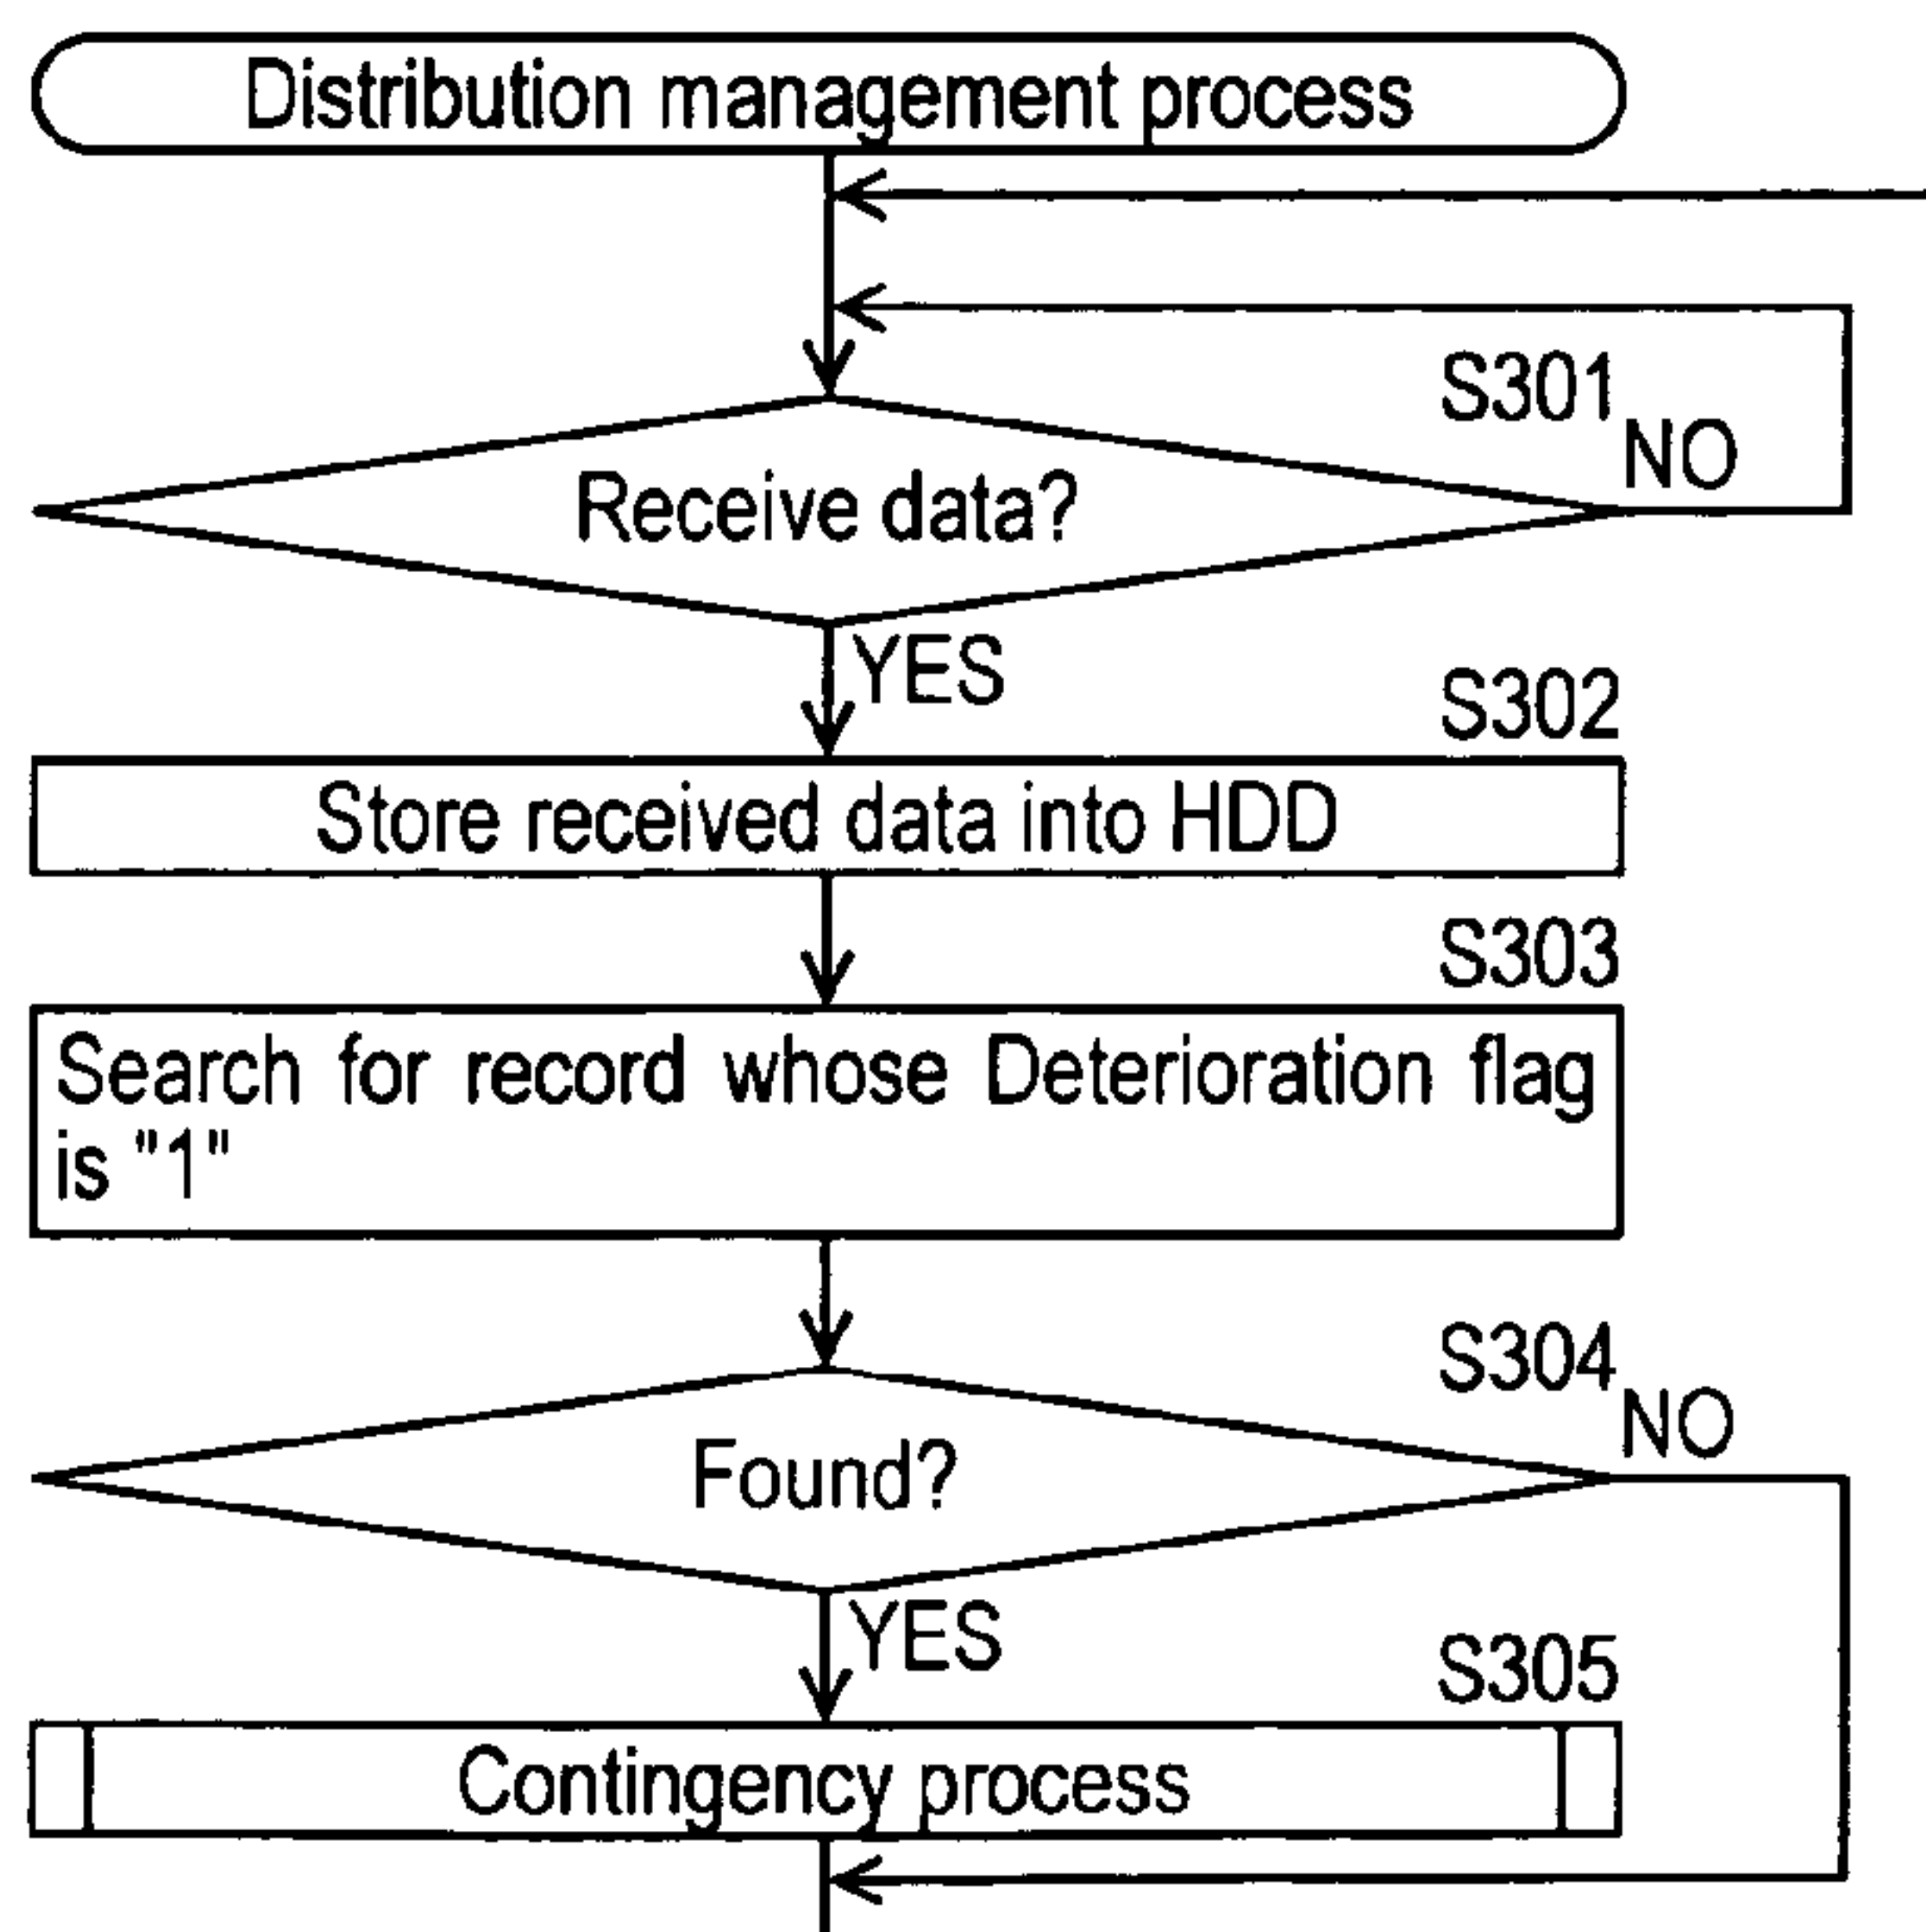 Distribution management process
S301
NO
Receive data?
YES
S302
Store received data into HDD
S303
Search for record whose Deterioration flag
is "1"
S304
NO
Found?
YES
S305
Contingency process